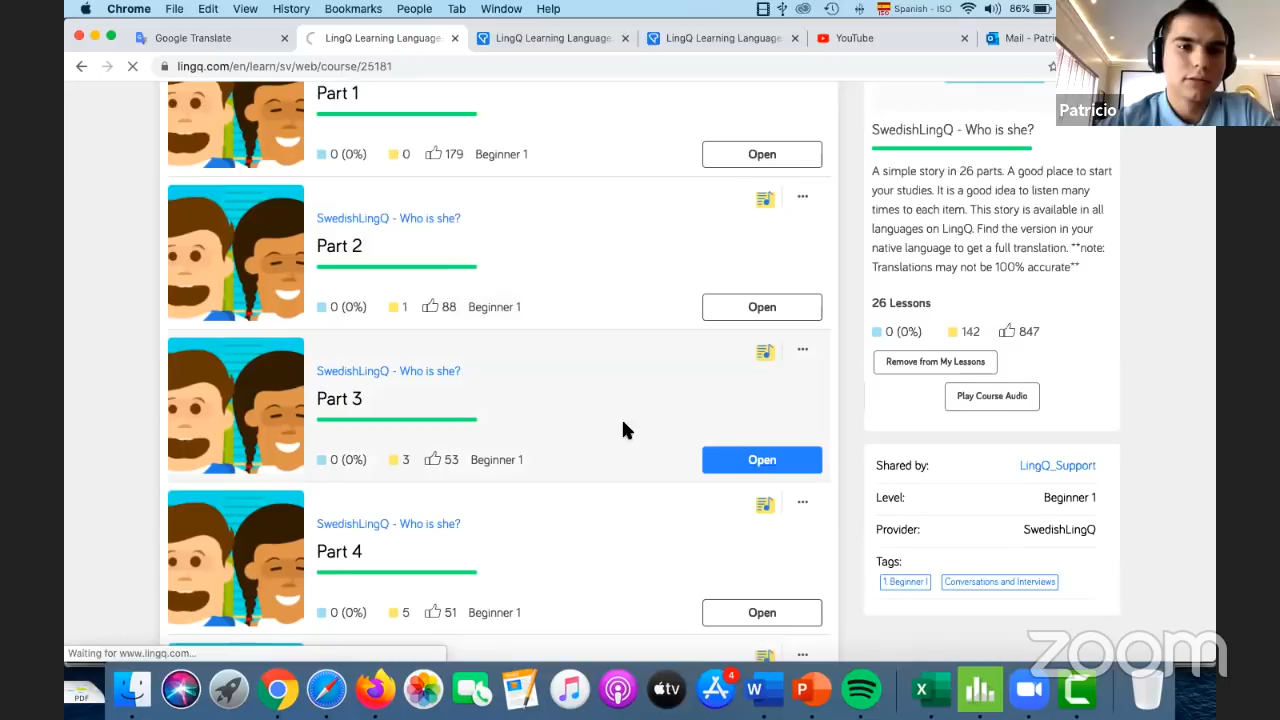 Chrome File Edit View History Bookmarks People Tab Window Help
Spanish - ISO 86%
Google Translate
LingQ Learning Language
LingQ Learning Language
LingQ Learning Language
YouTube
Mail - Patri
lingq.com/en/learn/sv/web/course/25181
Patricio
Part 1
0 (0%) 0 179 Beginner 1
Open
SwedishLingQ - Who is she?
Part 2
0 (0%) 1 88 Beginner 1
Open
SwedishLingQ - Who is she?
Part 3
0 (0%) 3 53 Beginner 1
Open
SwedishLingQ - Who is she?
Part 4
0 (0%) 5 51 Beginner 1
Open
SwedishLingQ - Who is she?
A simple story in 26 parts. A good place to start
your studies. It is a good idea to listen many
times to each item. This story is available in all
languages on LingQ. Find the version in your
native language to get a full translation. **note:
Translations may not be 100% accurate**
26 Lessons
0 (0%) 142 847
Remove from My Lessons
Play Course Audio
Shared by: LingQ_Support
Level: Beginner 1
Provider: SwedishLingQ
Tags:
1. Beginner I Conversations and Interviews
Waiting for www.lingq.com...
zoom
PDF
tv
4
W
P
X
C